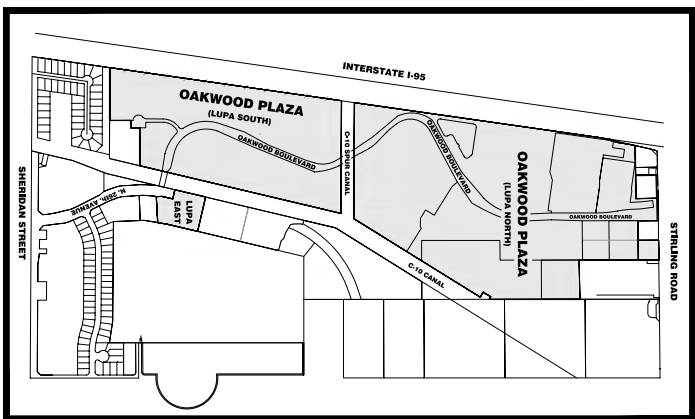 INTERSTATE I-95
OAKWOOD PLAZA
(LUPA SOUTH)
OAKWOOD BOULEVARD
C-10 SPUR CANAL
OAKWOOD BOULEVARD
OAKWOOD PLAZA
(LUPA NORTH)
OAKWOOD BOULEVARD
SHERIDAN STREET
N. 26th. AVENUE
LUPA
EAST
C-10 CANAL
STIRLING ROAD